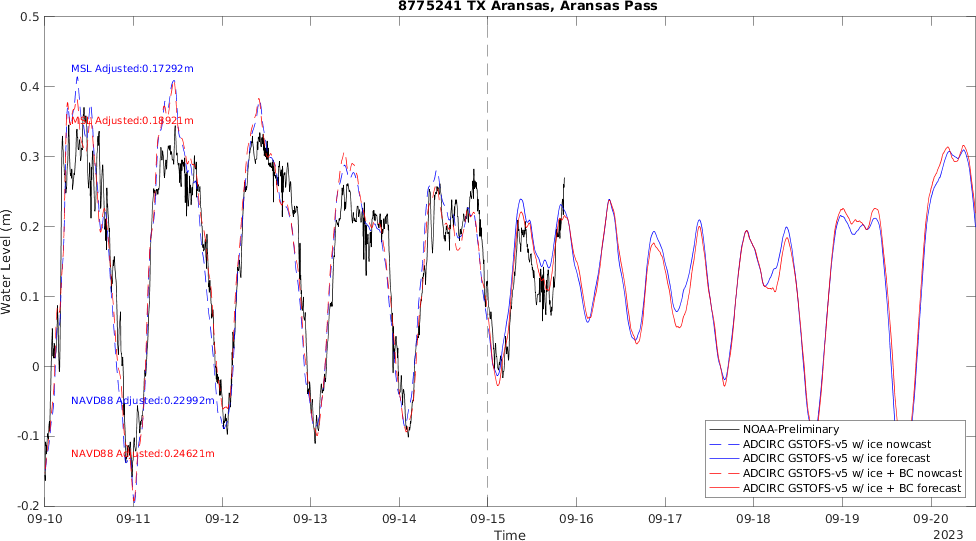 8775241 TX Aransas, Aransas Pass
0.5
0.4
0.3
0.2
0.1
0
-0.1
-0.2
Water Level (m)
MSL Adjusted:0.17292m
MSL Adjusted:0.18921m
NAVD88 Adjusted:0.22992m
NAVD88 Adjusted:0.24621m
NOAA-Preliminary
ADCIRC GSTOFS-v5 w/ ice nowcast
ADCIRC GSTOFS-v5 w/ ice forecast
ADCIRC GSTOFS-v5 w/ ice + BC nowcast
ADCIRC GSTOFS-v5 w/ ice + BC forecast
09-10 09-11 09-12 09-13 09-14 09-15 09-16 09-17 09-18 09-19 09-20
Time
2023